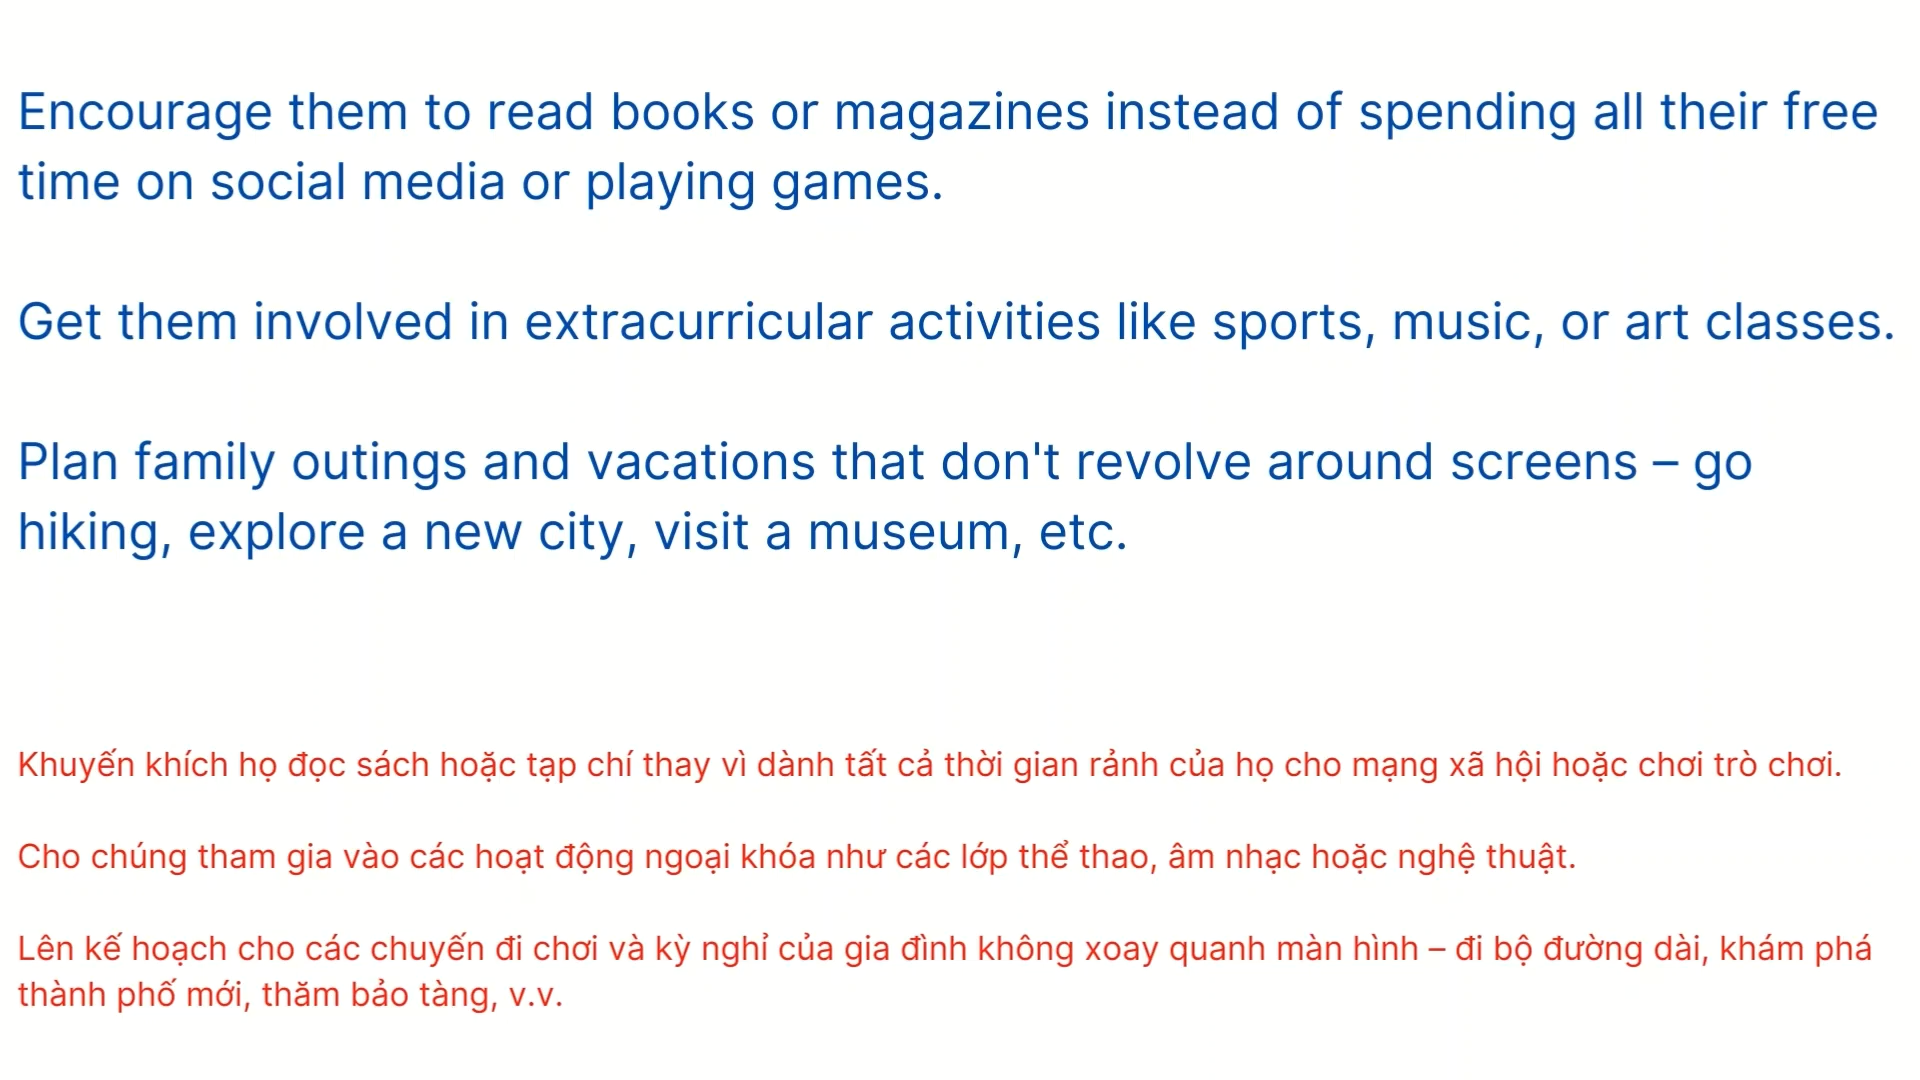 Encourage them to read books or magazines instead of spending all their free
time on social media or playing games.
Get them involved in extracurricular activities like sports, music, or art classes.
Plan family outings and vacations that don't revolve around screens – go
hiking, explore a new city, visit a museum, etc.
Khuyến khích họ đọc sách hoặc tạp chí thay vì dành tất cả thời gian rảnh của họ cho mạng xã hội hoặc chơi trò chơi.
Cho chúng tham gia vào các hoạt động ngoại khóa như các lớp thể thao, âm nhạc hoặc nghệ thuật.
Lên kế hoạch cho các chuyến đi chơi và kỳ nghỉ của gia đình không xoay quanh màn hình – đi bộ đường dài, khám phá
thành phố mới, thăm bảo tàng, v.v.